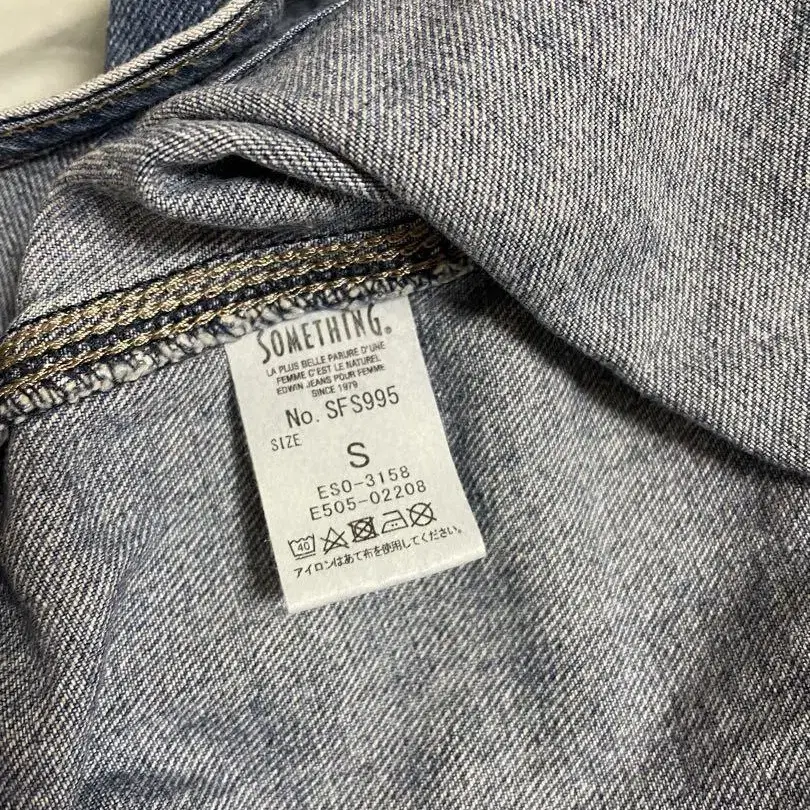 SOMETHING®
LA PLUS BELLE PARURE D'UNE
FEMME C'EST LE NATUREL
EDWIN JEANS POUR FEMME
SINCE 1979
No. SFS995
SIZE
S
ES0-3158
E505-02208
40
アイロンはあて布を使用してください。